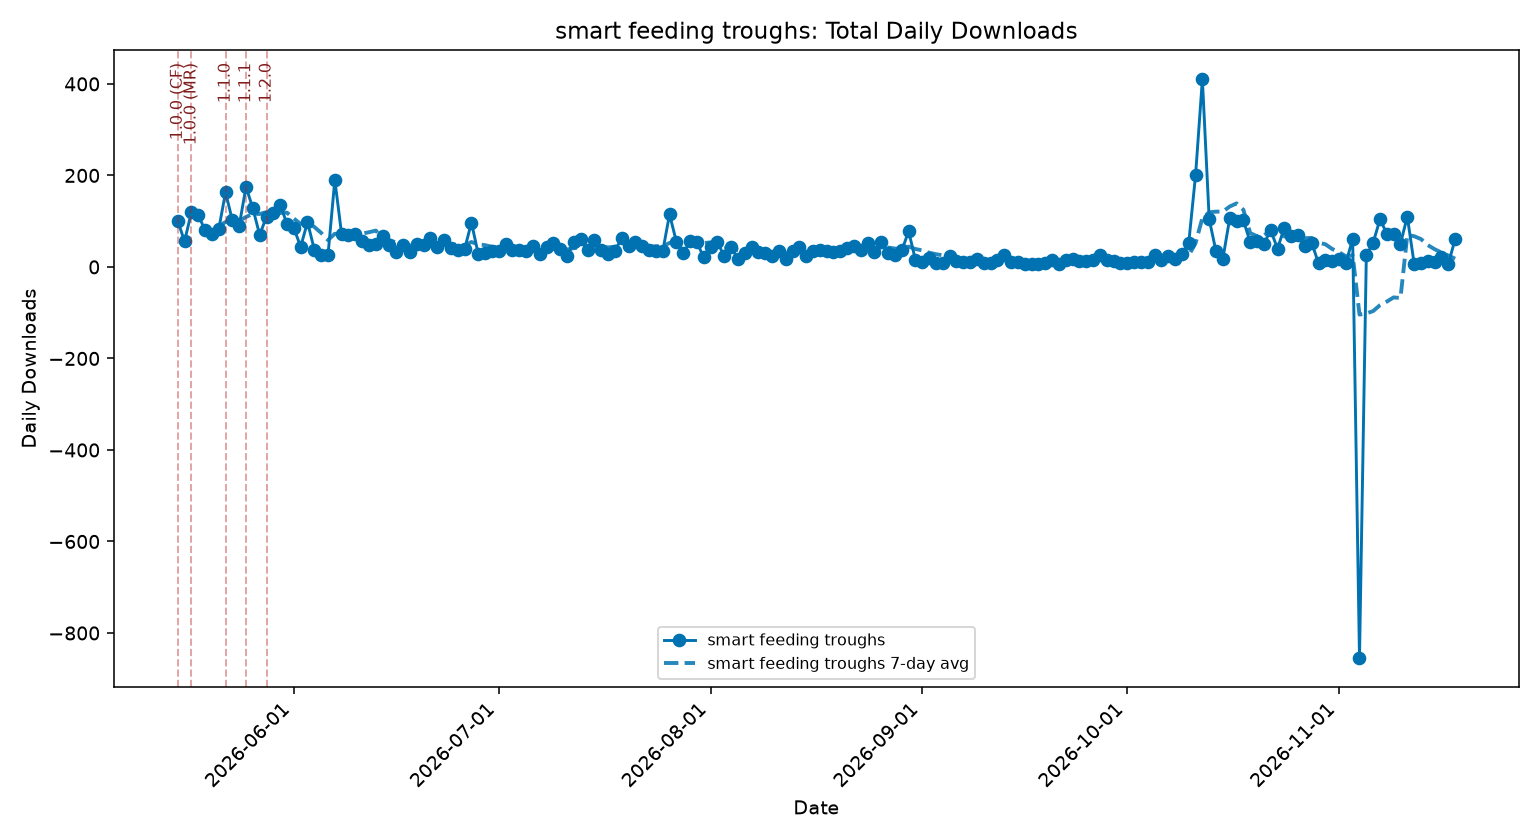 smart feeding troughs: Total Daily Downloads
1.0.0 (CF)
1.0.0 (MR)
1.1.0
1.1.1
1.2.0
400
200
0
−200
−400
−600
−800
Daily Downloads
smart feeding troughs
smart feeding troughs 7-day avg
2026-06-01
2026-07-01
2026-08-01
2026-09-01
2026-10-01
2026-11-01
Date